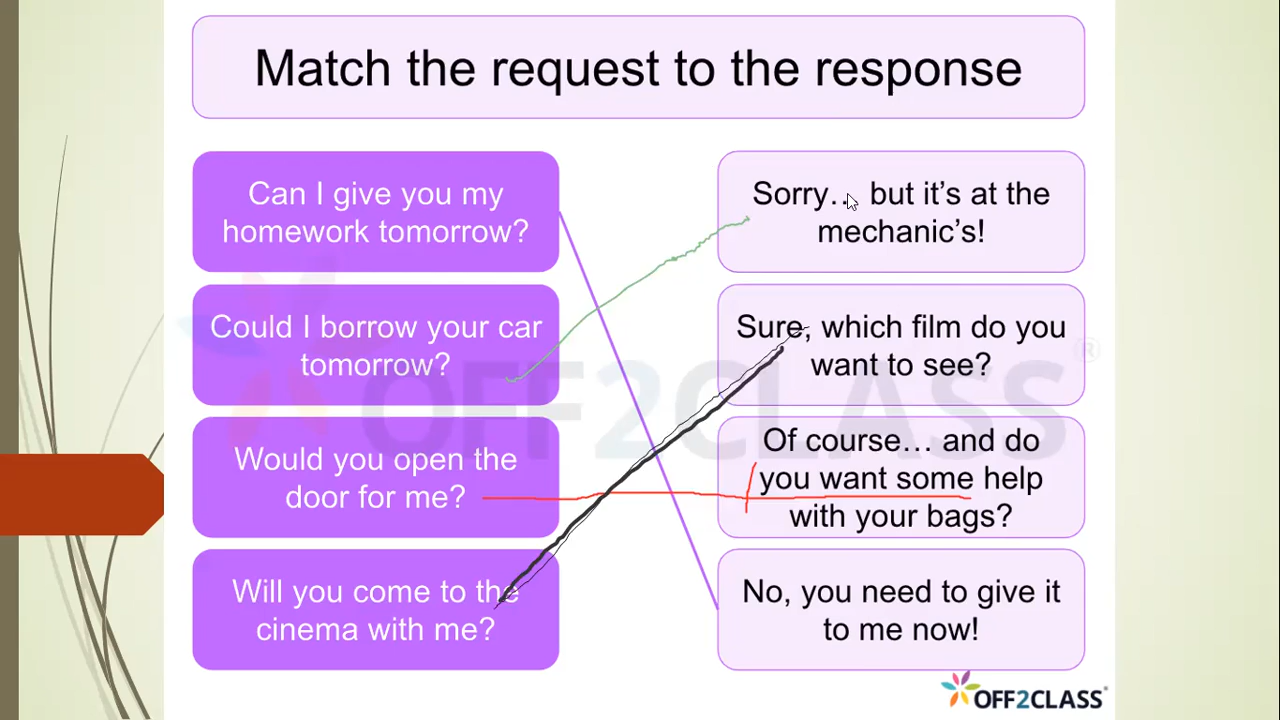 Match the request to the response
Can I give you my
homework tomorrow?
Sorry… but it’s at the
mechanic’s!
Could I borrow your car
tomorrow?
Sure, which film do you
want to see?
Would you open the
door for me?
Of course… and do
you want some help
with your bags?
Will you come to the
cinema with me?
No, you need to give it
to me now!
OFF2CLASS®
OFF2CLASS®